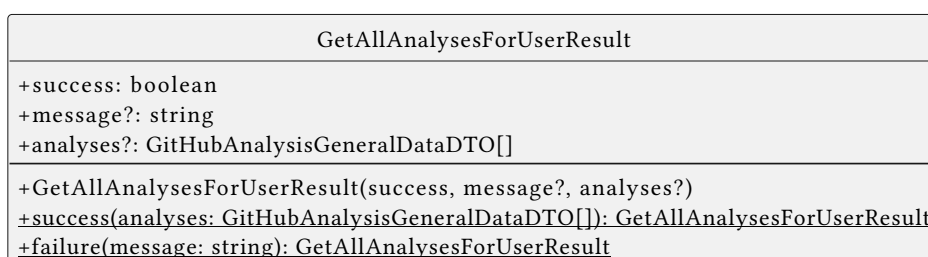 GetAllAnalysesForUserResult
+success: boolean
+message?: string
+analyses?: GitHubAnalysisGeneralDataDTO[]
+GetAllAnalysesForUserResult(success, message?, analyses?)
+success(analyses: GitHubAnalysisGeneralDataDTO[]): GetAllAnalysesForUserResult
+failure(message: string): GetAllAnalysesForUserResult